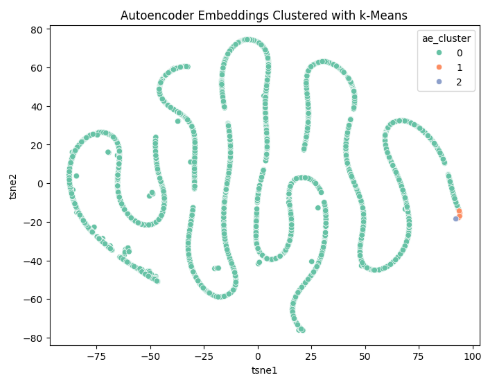 Autoencoder Embeddings Clustered with k-Means
ae_cluster
0
1
2
80
60
40
20
0
−20
−40
−60
−80
tsne2
−75 −50 −25 0 25 50 75 100
tsne1